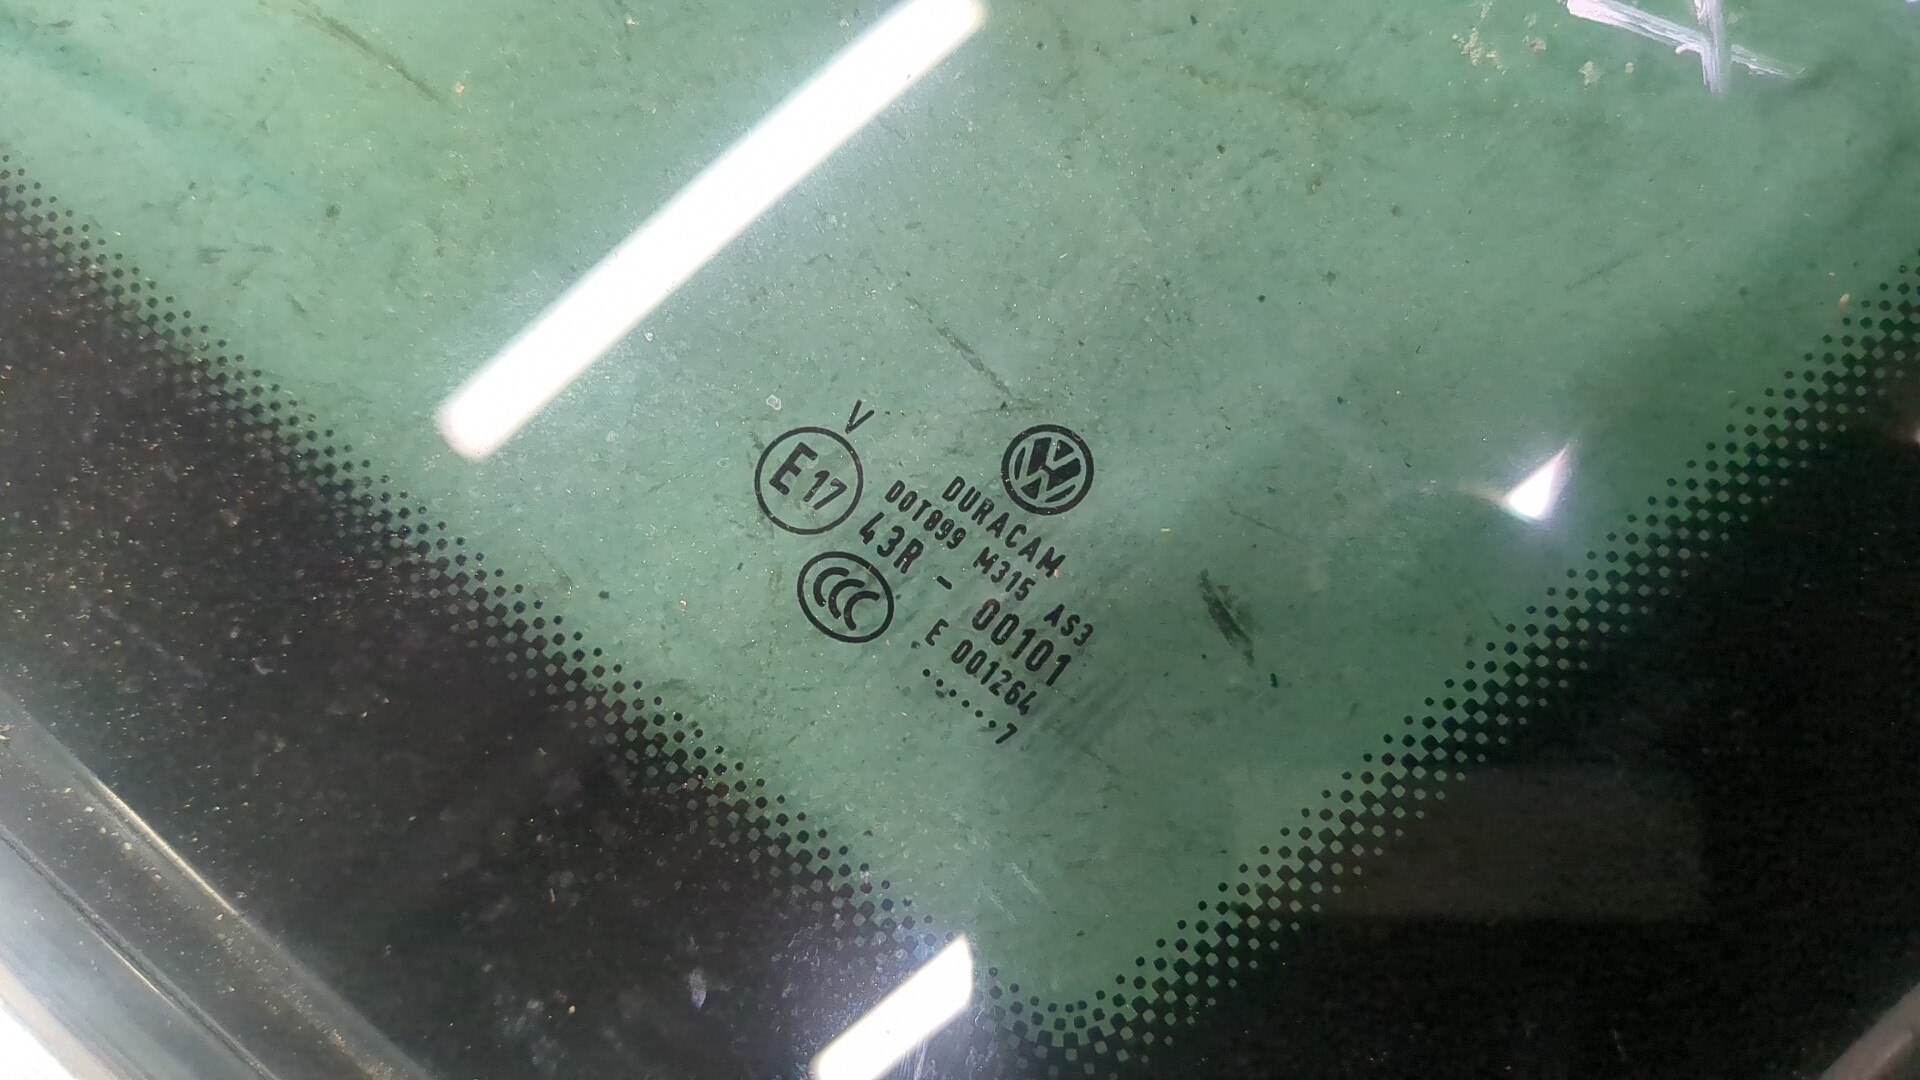 V
E17
DURACAM
DOT899 M315 AS3
43R - 00101
E 001264
.......7